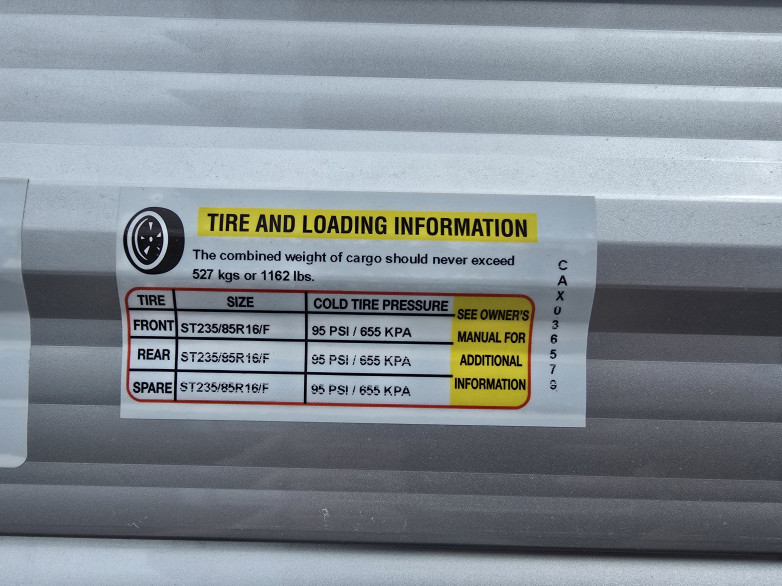 TIRE AND LOADING INFORMATION
The combined weight of cargo should never exceed
527 kgs or 1162 lbs.
TIRE SIZE COLD TIRE PRESSURE
FRONT ST235/85R16/F 95 PSI / 655 KPA
REAR ST235/85R16/F 95 PSI / 655 KPA
SPARE ST235/85R16/F 95 PSI / 655 KPA
SEE OWNER'S
MANUAL FOR
ADDITIONAL
INFORMATION